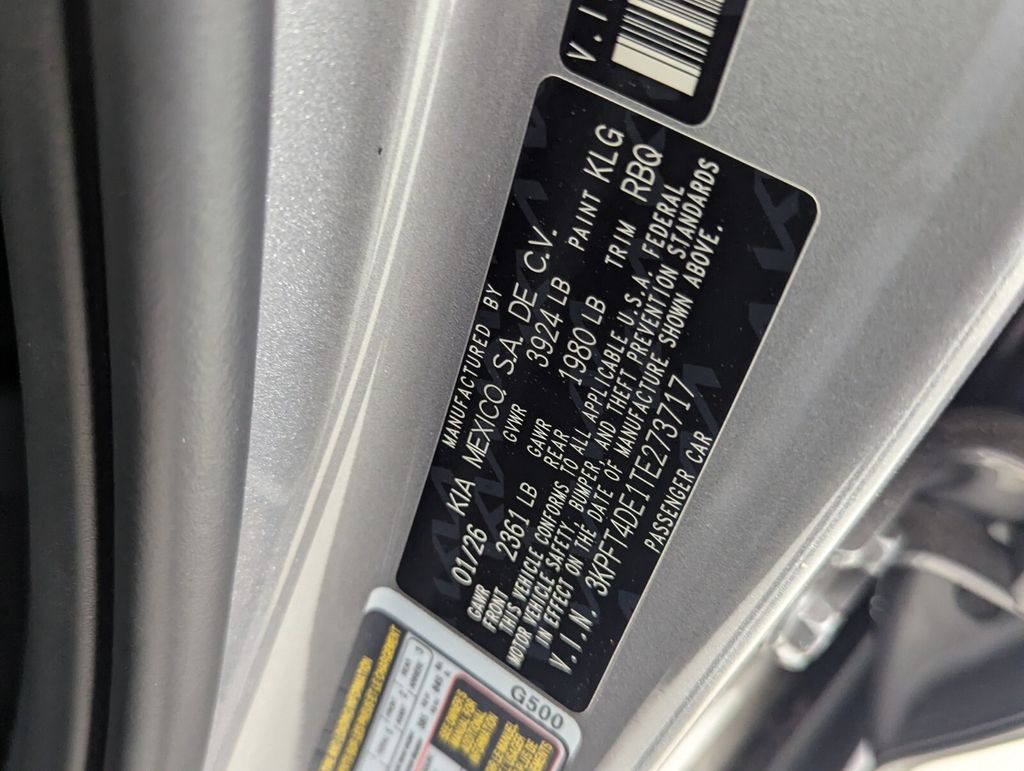 V.I
MANUFACTURED BY
01/26 KIA MEXICO, S.A. DE C.V.
GVWR 3924 LB PAINT KLG
GAWR FRONT 2361 LB GAWR REAR 1980 LB TRIM RBQ
THIS VEHICLE CONFORMS TO ALL APPLICABLE U.S.A. FEDERAL
MOTOR VEHICLE SAFETY, BUMPER, AND THEFT PREVENTION STANDARDS
IN EFFECT ON THE DATE OF MANUFACTURE SHOWN ABOVE.
V.I.N. 3KPFT4DE1TE273717
PASSENGER CAR
G500